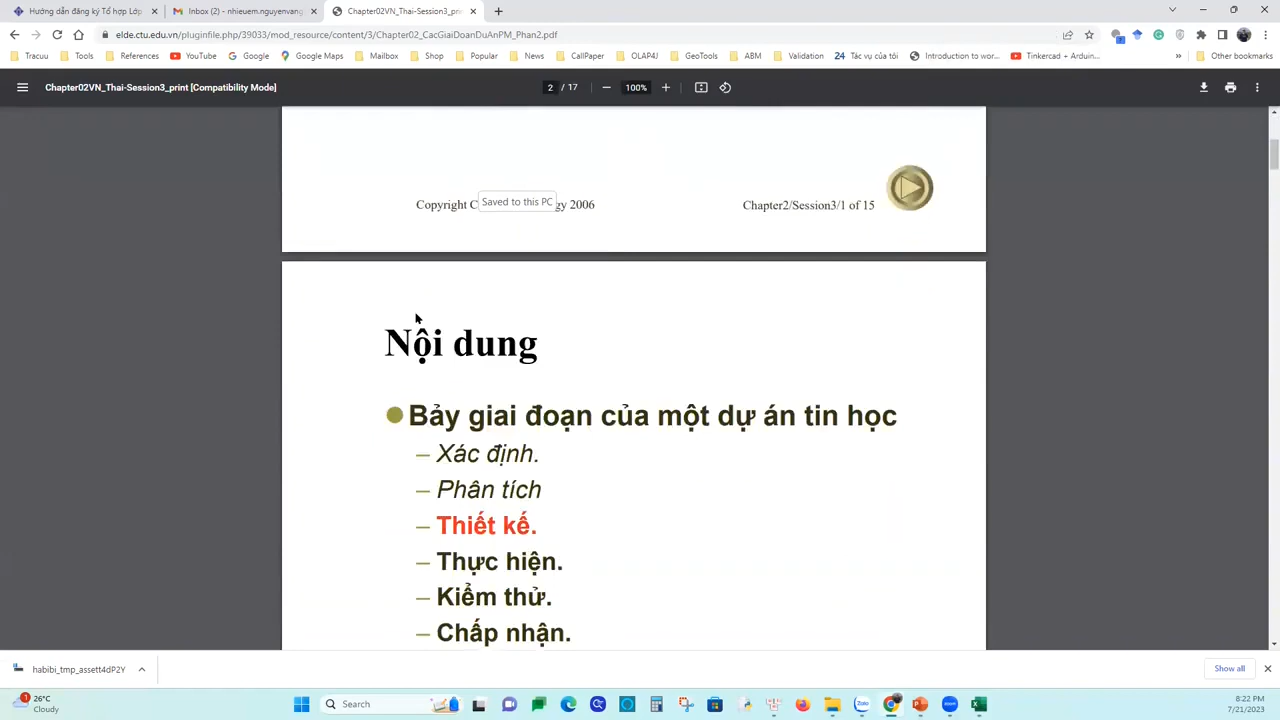 Hướng dẫn đăng ký Tổ hợp Lớp
Inbox (2) - nhieuem.nguyenvang
Chapter02VN_Thai-Session3_prin
elde.ctu.edu.vn/pluginfile.php/39033/mod_resource/content/3/Chapter02_CacGiaiDoanDuAnPM_Phan2.pdf
Tracuu Tools References YouTube Google Google Maps Mailbox Shop Popular News CallPaper OLAP4J GeoTools ABM Validation 24 Tác vụ của tôi Introduction to wor... Tinkercad + Arduin... » Other bookmarks
Chapter02VN_Thai-Session3_print [Compatibility Mode]
2 / 17
100%
Copyright C
Saved to this PC
gy 2006
Chapter2/Session3/1 of 15
Nội dung
Bảy giai đoạn của một dự án tin học
– Xác định.
– Phân tích
– Thiết kế.
– Thực hiện.
– Kiểm thử.
– Chấp nhận.
habibi_tmp_assett4dP2Y
Show all
1
26°C
Cloudy
Search
8:22 PM
7/21/2023